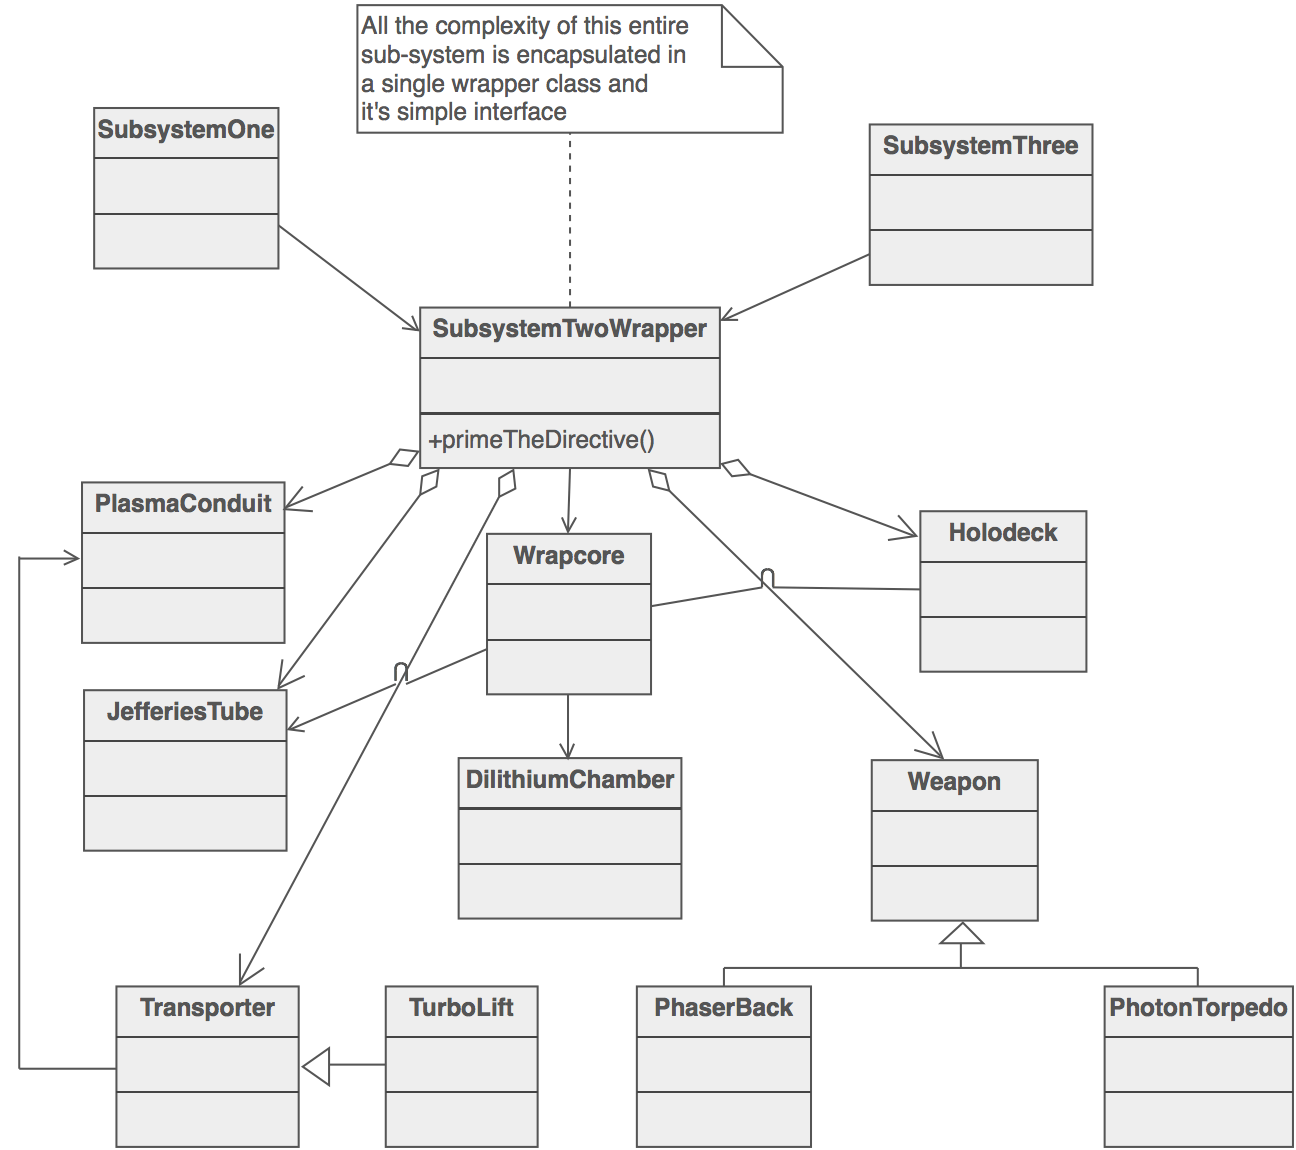 All the complexity of this entire
sub-system is encapsulated in
a single wrapper class and
it's simple interface
SubsystemOne
SubsystemThree
SubsystemTwoWrapper
+primeTheDirective()
PlasmaConduit
Holodeck
Wrapcore
JefferiesTube
DilithiumChamber
Weapon
Transporter
TurboLift
PhaserBack
PhotonTorpedo